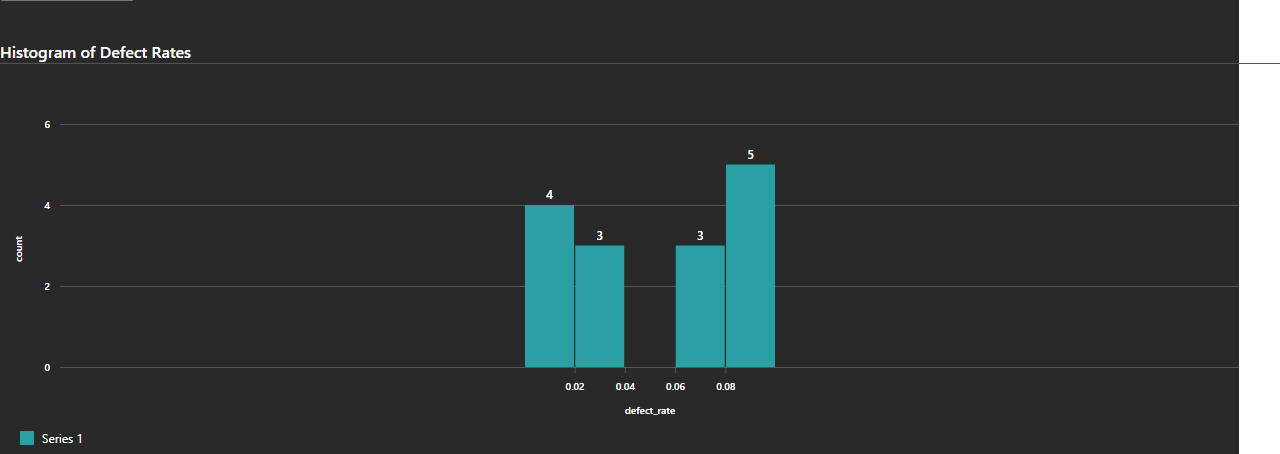 Histogram of Defect Rates
6
5
4
4
3
3
count
2
0
0.02 0.04 0.06 0.08
defect_rate
Series 1